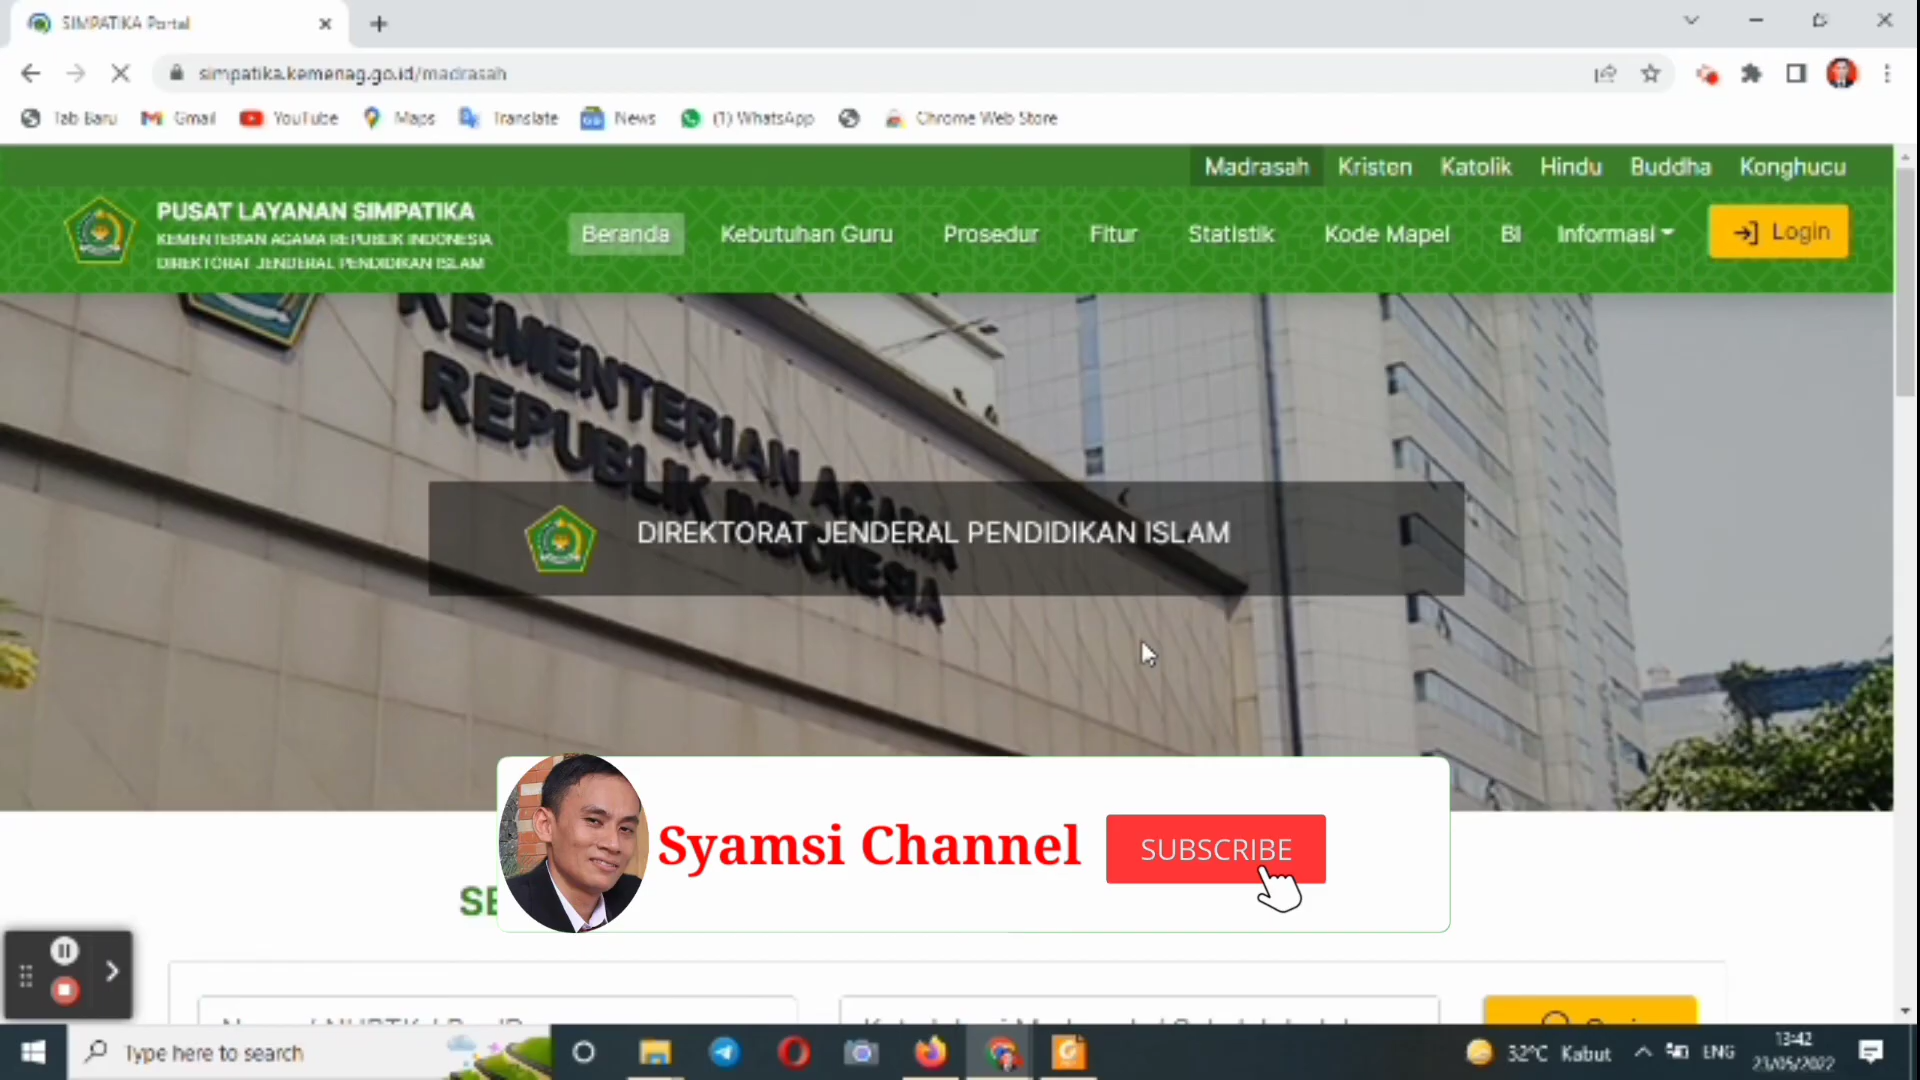 SIMPATIKA Portal
simpatika.kemenag.go.id/madrasah
Tab Baru
Gmail
YouTube
Maps
Translate
News
(1) WhatsApp
Chrome Web Store
Madrasah
Kristen
Katolik
Hindu
Buddha
Konghucu
PUSAT LAYANAN SIMPATIKA
KEMENTERIAN AGAMA REPUBLIK INDONESIA
DIREKTORAT JENDERAL PENDIDIKAN ISLAM
Beranda
Kebutuhan Guru
Prosedur
Fitur
Statistik
Kode Mapel
BI
Informasi
Login
KEMENTERIAN AGAMA
REPUBLIK INDONESIA
DIREKTORAT JENDERAL PENDIDIKAN ISLAM
Syamsi Channel
SUBSCRIBE
Type here to search
32°C Kabut
ENG
13:42
23/05/2022